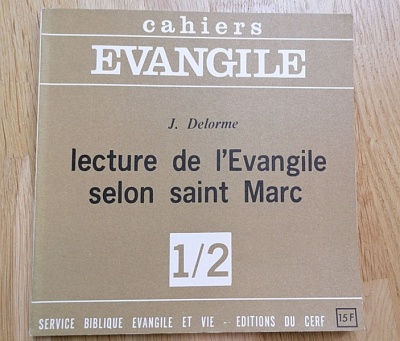 cahiers
EVANGILE
J. Delorme
lecture de l'Evangile
selon saint Marc
1/2
SERVICE BIBLIQUE EVANGILE ET VIE - EDITIONS DU CERF 15 F